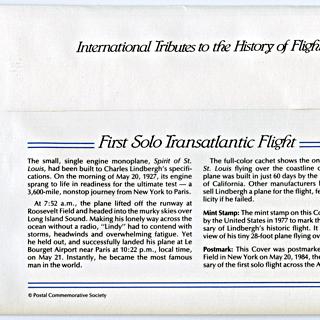 International Tributes to the History of Flight
First Solo Transatlantic Flight
The small, single engine monoplane, Spirit of St.
Louis, had been built to Charles Lindbergh's specifi-
cations. On the morning of May 20, 1927, its engine
sprang to life in readiness for the ultimate test — a
3,600-mile, nonstop journey from New York to Paris.
At 7:52 a.m., the plane lifted off the runway at
Roosevelt Field and headed into the murky skies over
Long Island Sound. Making his lonely way across the
ocean without a radio, "Lindy" had to contend with
storms, headwinds and overwhelming fatigue. Yet
he held out, and successfully landed his plane at Le
Bourget Airport near Paris at 10:22 p.m., local time,
on May 21. Instantly, he became the most famous
man in the world.
The full-color cachet shows the on
St. Louis flying over the coastline o
plane was built in just 60 days by the
of California. Other manufacturers h
sell Lindbergh a plane for the flight, fe
licity if he failed.
Mint Stamp: The mint stamp on this Co
by the United States in 1977 to mark th
sary of Lindbergh's historic flight. It
view of his tiny 28-foot plane flying ov
Postmark: This Cover was postmarke
Field in New York on May 20, 1984, the
sary of the first solo flight across the A
© Postal Commemorative Society